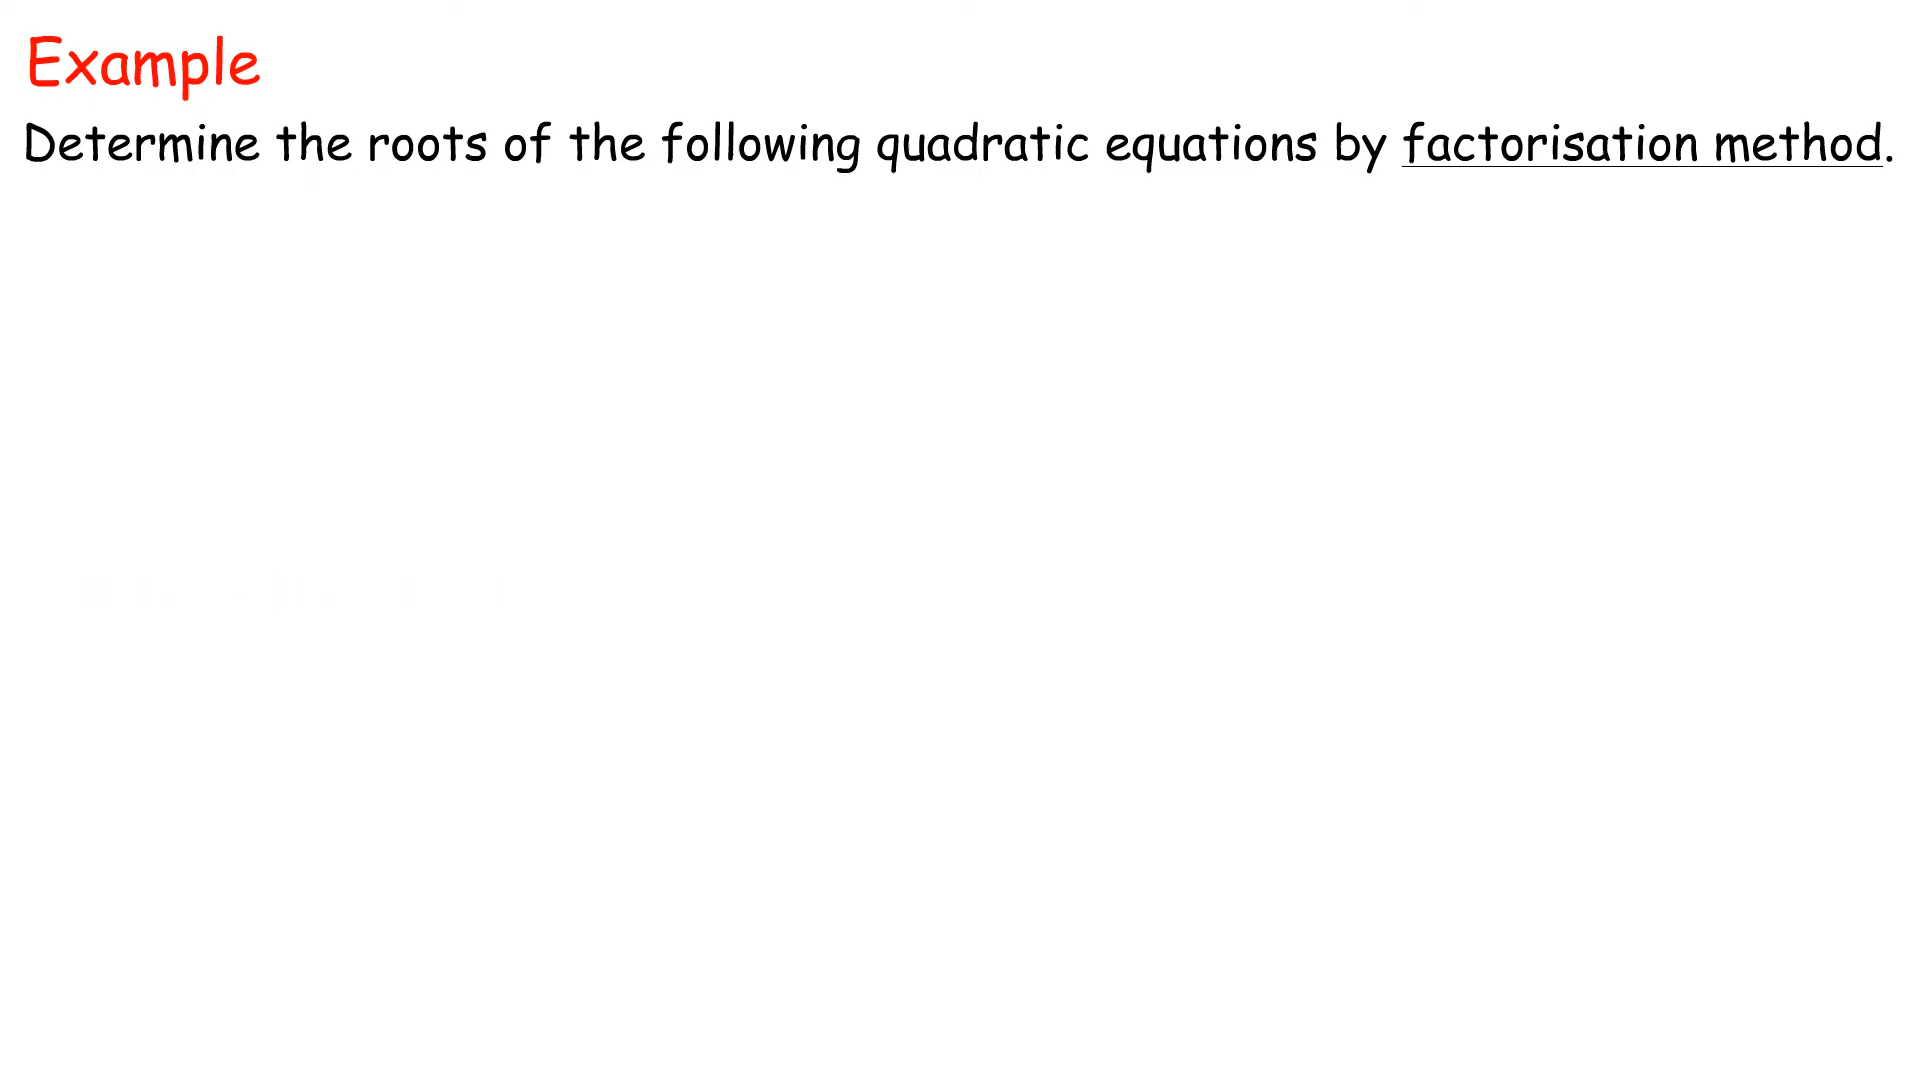 Example
Determine the roots of the following quadratic equations by factorisation method.